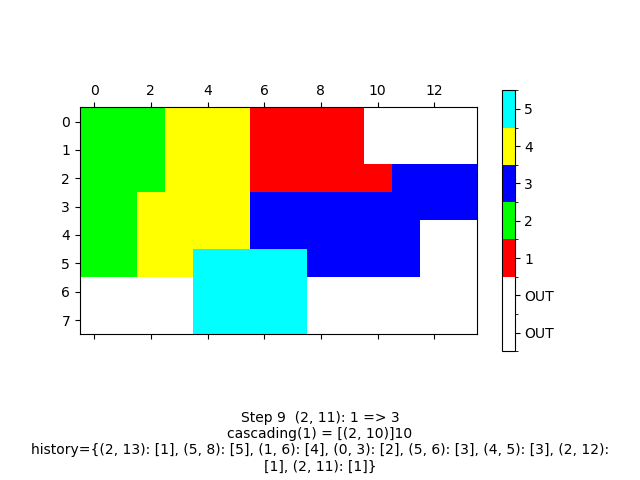 0 2 4 6 8 10 12
0
1
2
3
4
5
6
7
5
4
3
2
1
OUT
OUT
Step 9  (2, 11): 1 => 3
cascading(1) = [(2, 10)]10
history={(2, 13): [1], (5, 8): [5], (1, 6): [4], (0, 3): [2], (5, 6): [3], (4, 5): [3], (2, 12):
[1], (2, 11): [1]}